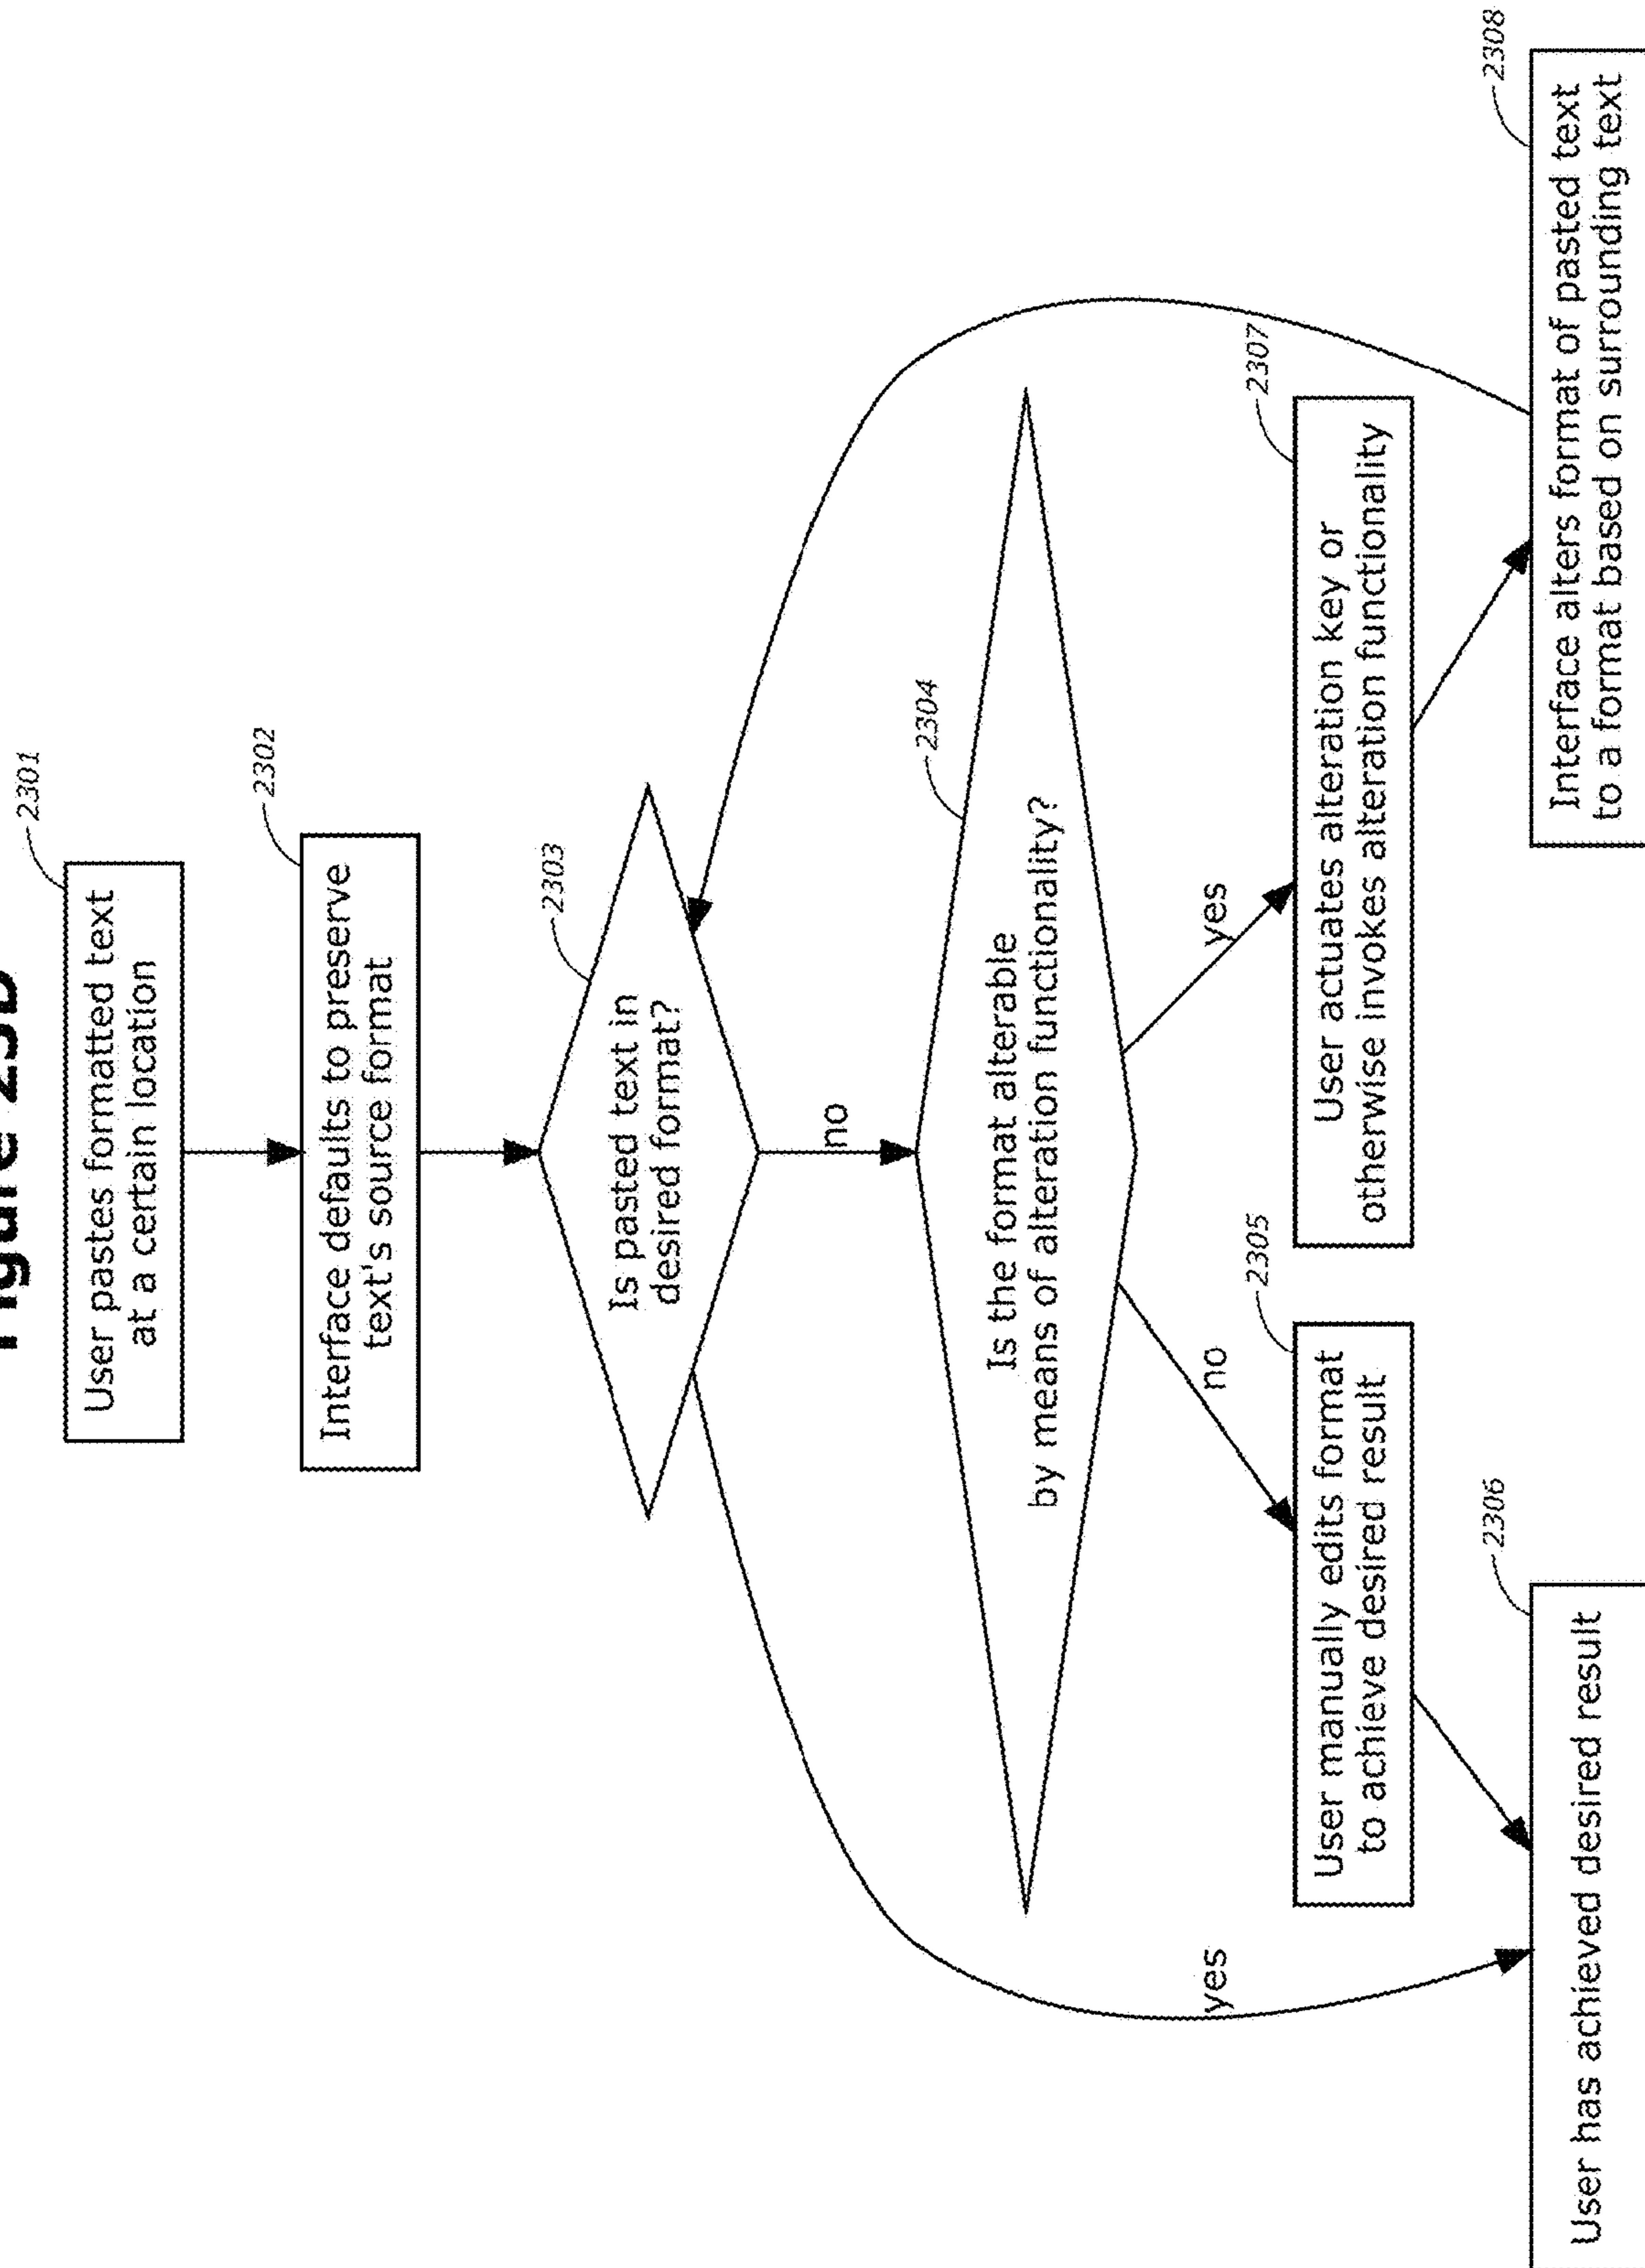 2301
User pastes formatted text
at a certain location
2302
Interface defaults to preserve
text's source format
2303
Is pasted text in
desired format?
no
2304
Is the format alterable
by means of alteration functionality?
yes
no
yes
2305
User manually edits format
to achieve desired result
2307
User actuates alteration key or
otherwise invokes alteration functionality
2306
User has achieved desired result
2308
Interface alters format of pasted text
to a format based on surrounding text